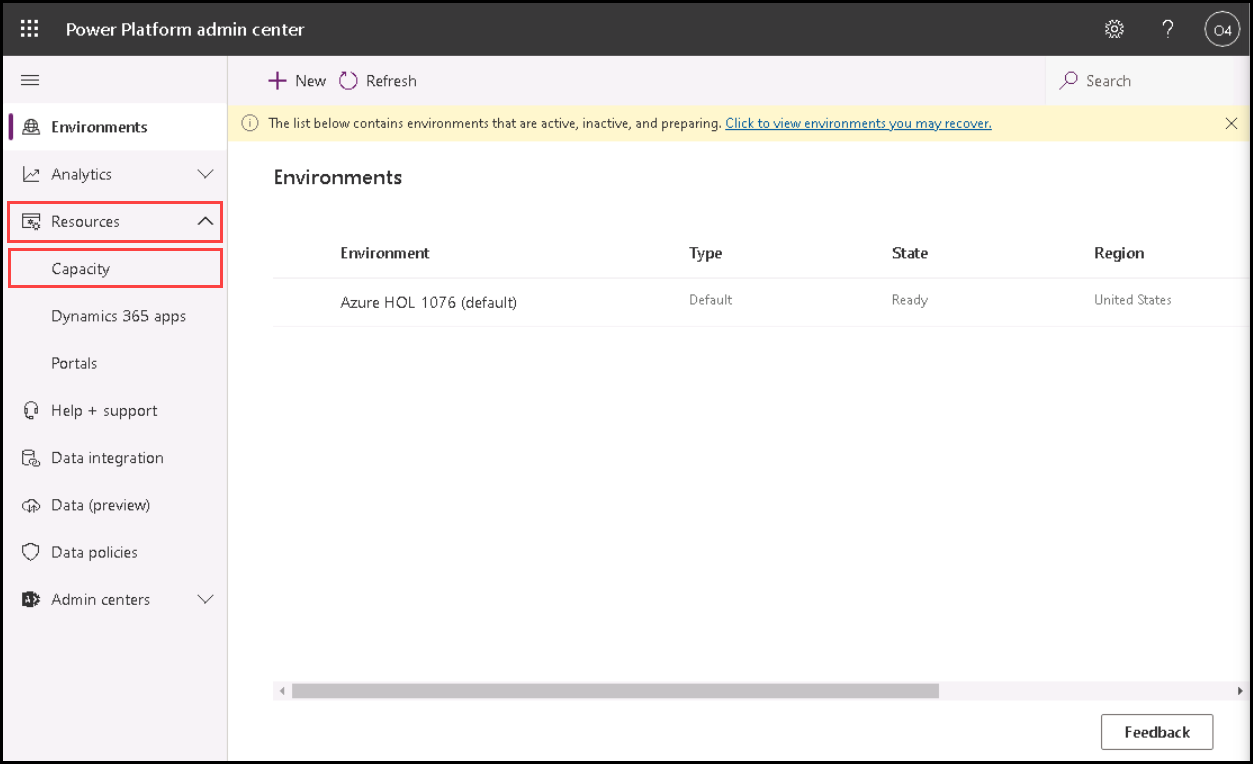 Power Platform admin center
?
O4
New
Refresh
Search
Environments
The list below contains environments that are active, inactive, and preparing. Click to view environments you may recover.
Analytics
Resources
Capacity
Dynamics 365 apps
Portals
Help + support
Data integration
Data (preview)
Data policies
Admin centers
Environments
Environment Type State Region
Azure HOL 1076 (default) Default Ready United States
Feedback